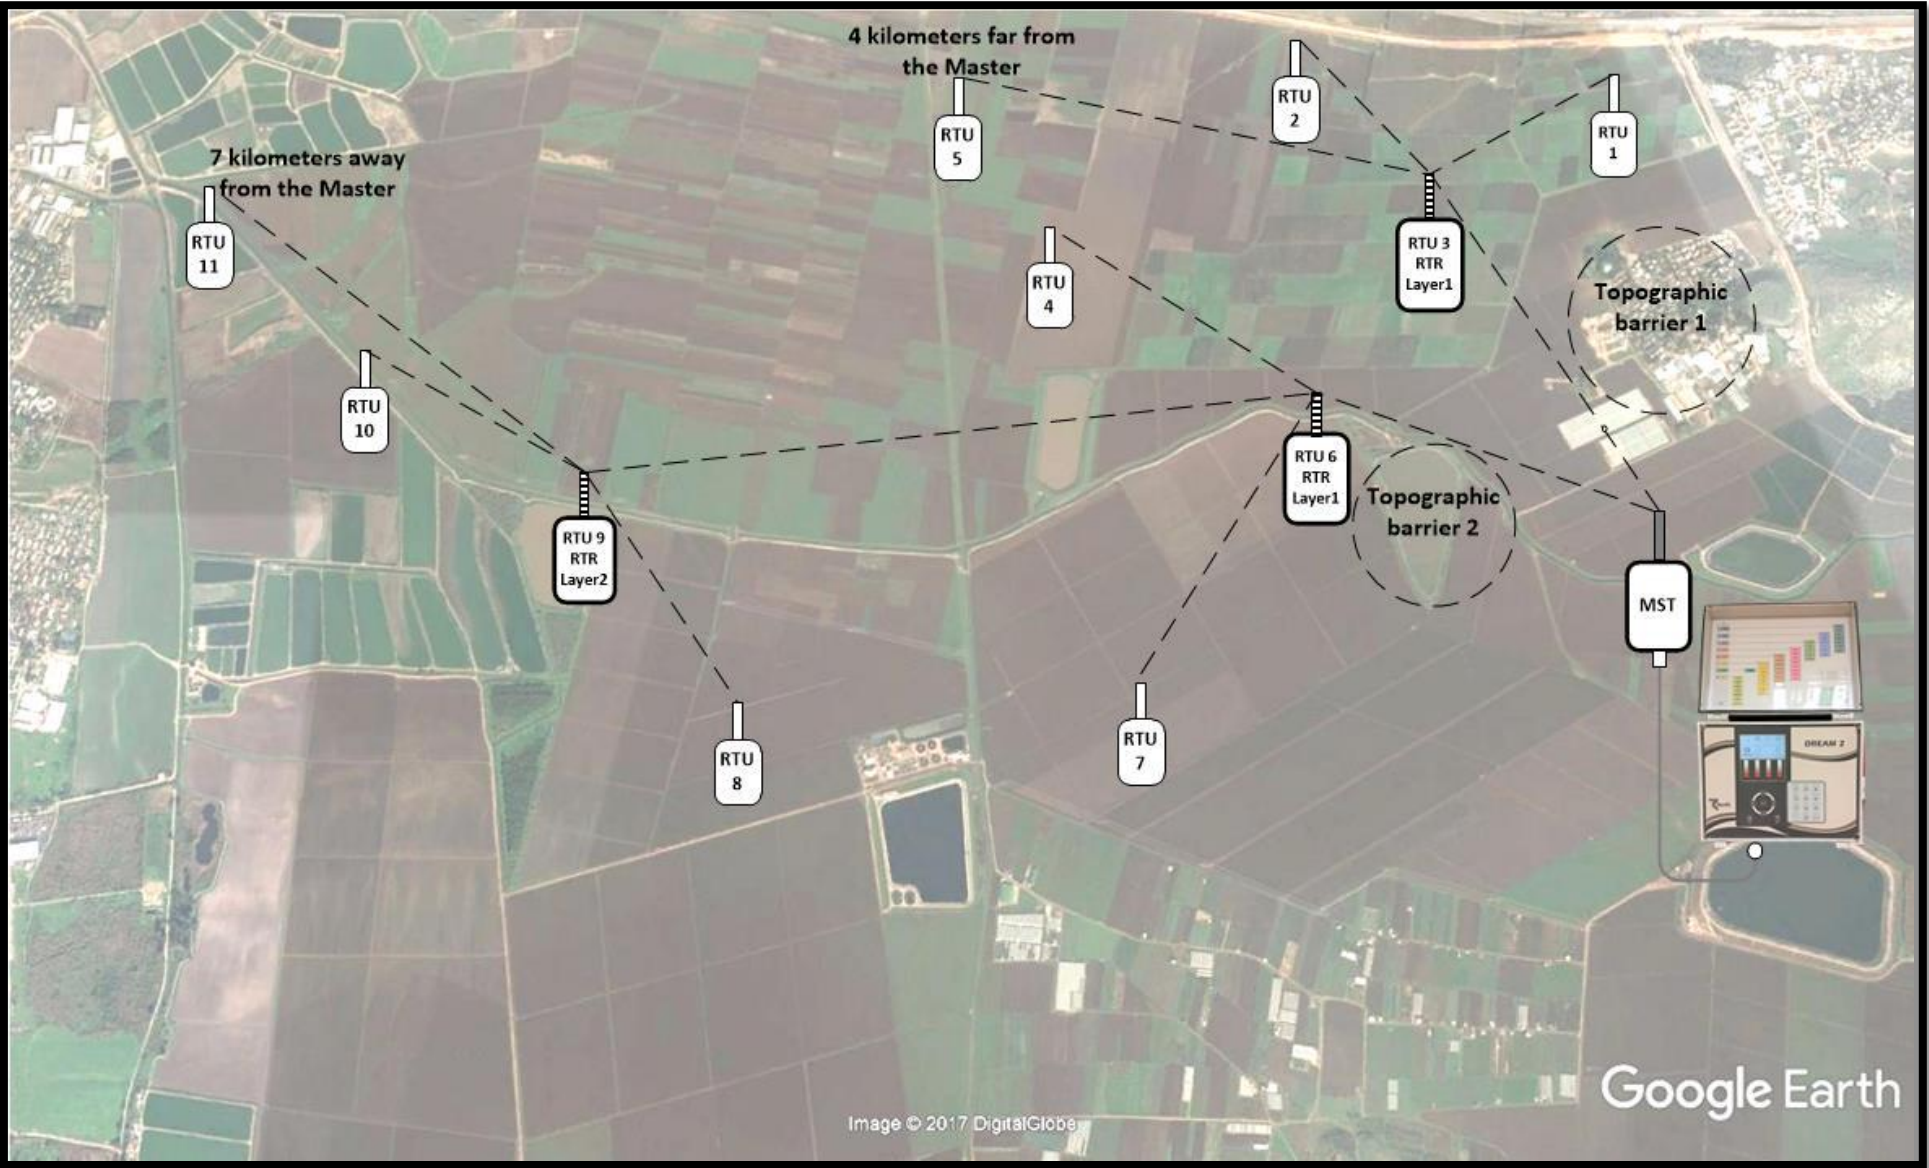 4 kilometers far from
the Master
RTU
2
RTU
1
RTU
5
7 kilometers away
from the Master
RTU
11
RTU 3
RTR
Layer1
RTU
4
Topographic
barrier 1
RTU
10
RTU 6
RTR
Layer1
Topographic
barrier 2
RTU 9
RTR
Layer2
MST
RTU
7
RTU
8
DREAM 2
Google Earth
Image © 2017 DigitalGlobe